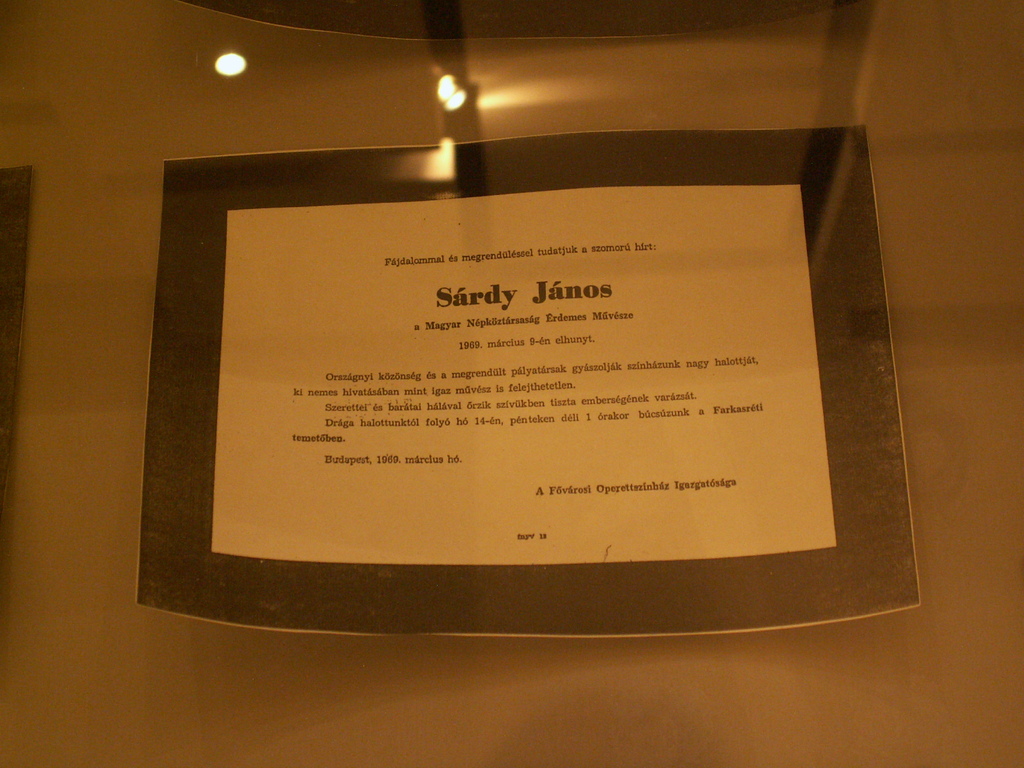 Fájdalommal és megrendüléssel tudatjuk a szomorú hírt:
Sárdy János
a Magyar Népköztársaság Érdemes Művésze
1969. március 9-én elhunyt.
Országnyi közönség és a megrendült pályatársak gyászolják színházunk nagy halottját,
ki nemes hivatásában mint igaz művész is felejthetetlen.
Szerettei és barátai hálával őrzik szívükben tiszta emberségének varázsát.
Drága halottunktól folyó hó 14-én, pénteken déli 1 órakor búcsúzunk a Farkasréti
temetőben.
Budapest, 1969. március hó.
A Fővárosi Operettszínház Igargatósága